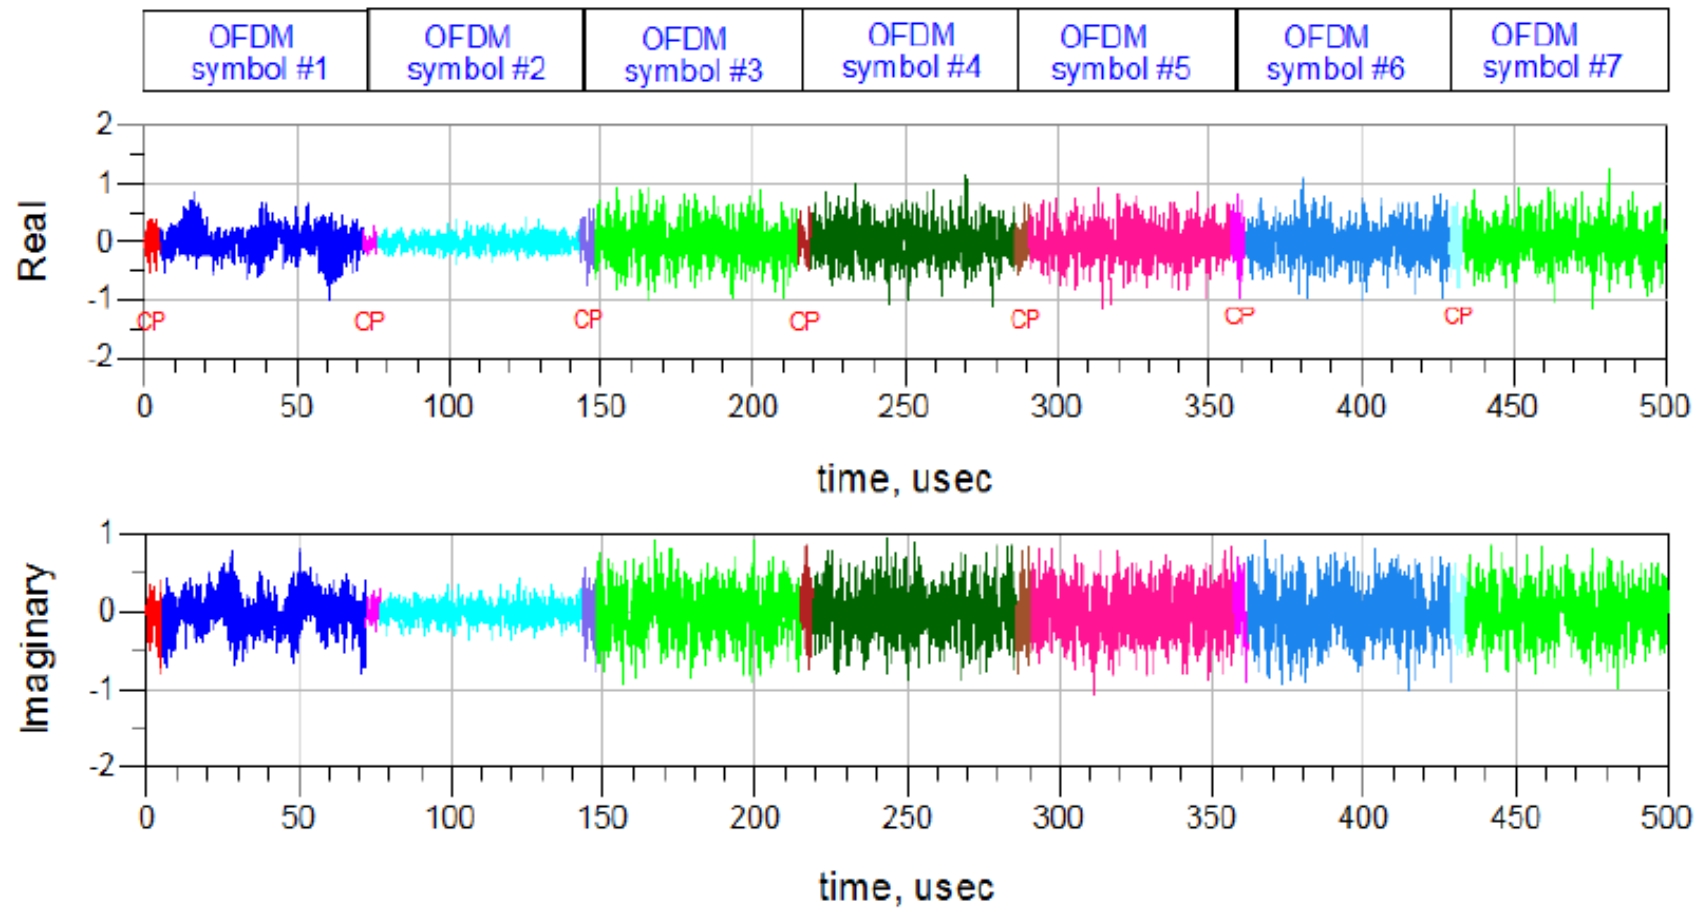 OFDM
symbol #1
OFDM
symbol #2
OFDM
symbol #3
OFDM
symbol #4
OFDM
symbol #5
OFDM
symbol #6
OFDM
symbol #7
Real
2
1
0
-1
-2
CP
CP
CP
CP
CP
CP
CP
0 50 100 150 200 250 300 350 400 450 500
time, usec
Imaginary
1
0
-1
-2
0 50 100 150 200 250 300 350 400 450 500
time, usec